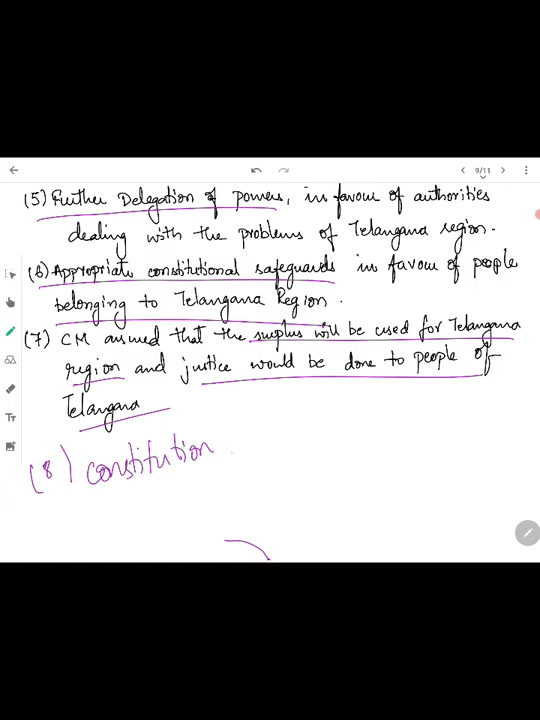 9/11
(5) Further Delegation of powers, in favour of authorities
dealing with the problems of Telangana region.
(6) Appropriate constitutional safeguards in favour of people
belonging to Telangana Region.
(7) CM assured that the surplus will be used for Telangana
region and justice would be done to people of
Telangana
(8) constitution
Tт